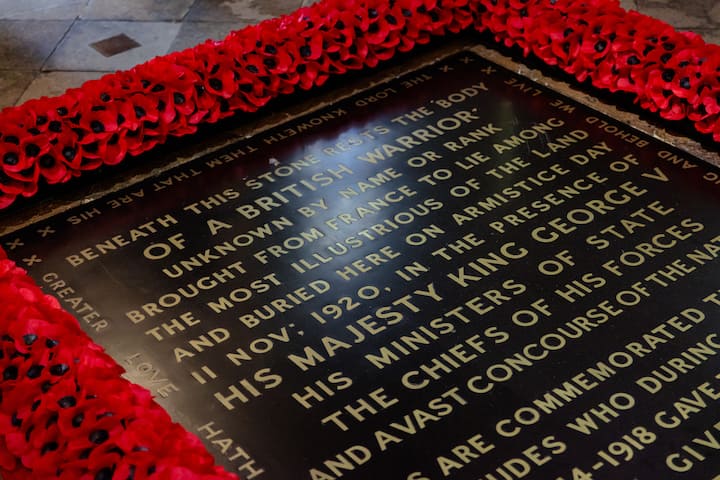 THE LORD KNOWETH THEM THAT ARE HIS
BENEATH THIS STONE RESTS THE BODY
OF A BRITISH WARRIOR
UNKNOWN BY NAME OR RANK
BROUGHT FROM FRANCE TO LIE AMONG
THE MOST ILLUSTRIOUS OF THE LAND
AND BURIED HERE ON ARMISTICE DAY
11 NOV: 1920, IN THE PRESENCE OF
HIS MAJESTY KING GEORGE V
HIS MINISTERS OF STATE
THE CHIEFS OF HIS FORCES
AND A VAST CONCOURSE OF THE NAT
ARE COMMEMORATED T
UDES WHO DURING
14-1918 GAVE
GIVE
GREATER LOVE HATH
AND BEHOLD WE LIVE